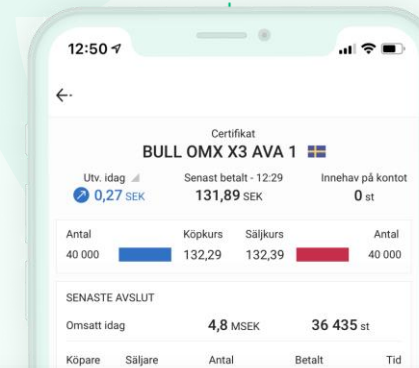 12:50
Certifikat
BULL OMX X3 AVA 1
Utv. idag Senast betalt - 12:29 Innehav på kontot
0,27 SEK 131,89 SEK 0 st
Antal Köpkurs Säljkurs Antal
40 000 132,29 132,39 40 000
SENASTE AVSLUT
Omsatt idag 4,8 MSEK 36 435 st
Köpare Säljare Antal Betalt Tid